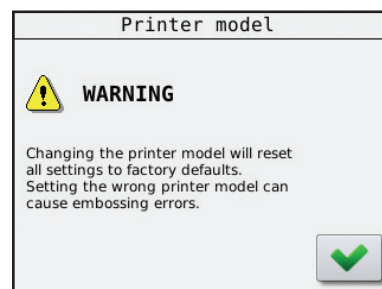 Printer model
WARNING
Changing the printer model will reset
all settings to factory defaults.
Setting the wrong printer model can
cause embossing errors.